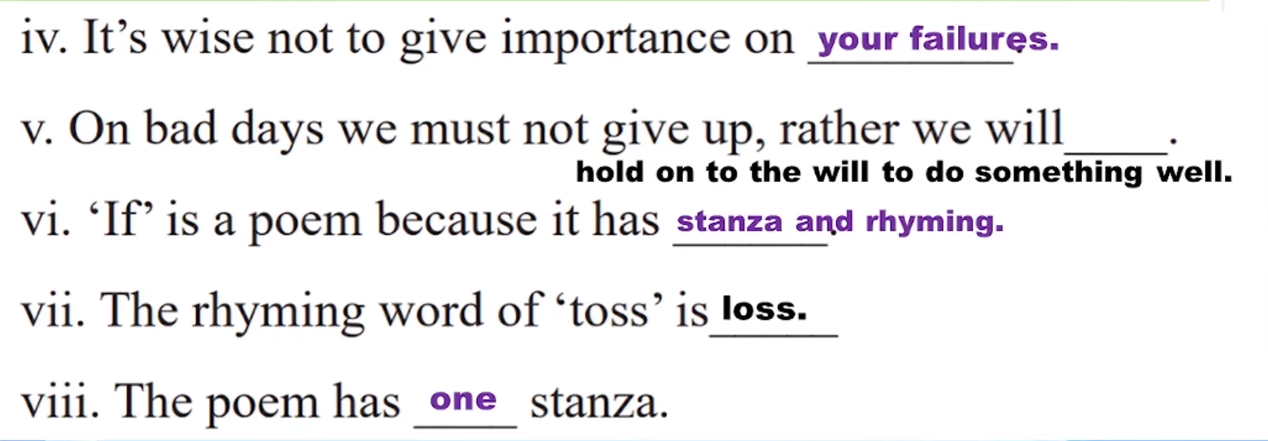 iv. It’s wise not to give importance on your failures.
v. On bad days we must not give up, rather we will_____.
hold on to the will to do something well.
vi. ‘If’ is a poem because it has stanza and rhyming.
vii. The rhyming word of ‘toss’ is loss.
viii. The poem has one stanza.